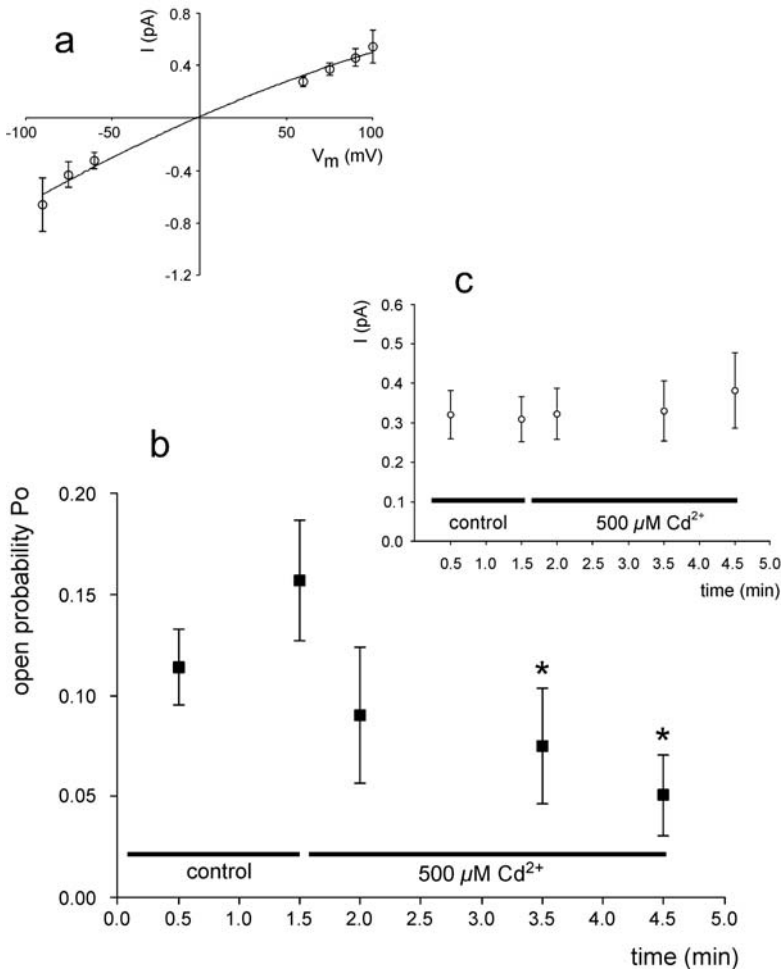 a
I (pA)
0.8
0.4
-100 -50 50 100
V_m (mV)
-0.4
-0.8
-1.2
c
I (pA)
0.6
0.5
0.4
0.3
0.2
0.1
0.0
control 500 µM Cd²⁺
0.5 1.0 1.5 2.0 2.5 3.0 3.5 4.0 4.5 5.0
time (min)
b
open probability Po
0.20
0.15
0.10
0.05
0.00
* *
control 500 µM Cd²⁺
0.0 0.5 1.0 1.5 2.0 2.5 3.0 3.5 4.0 4.5 5.0
time (min)